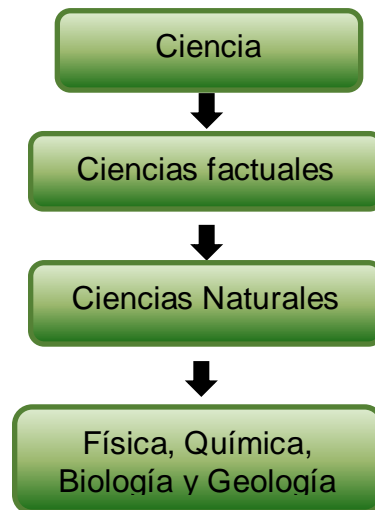 Ciencia
Ciencias factuales
Ciencias Naturales
Física, Química,
Biología y Geología